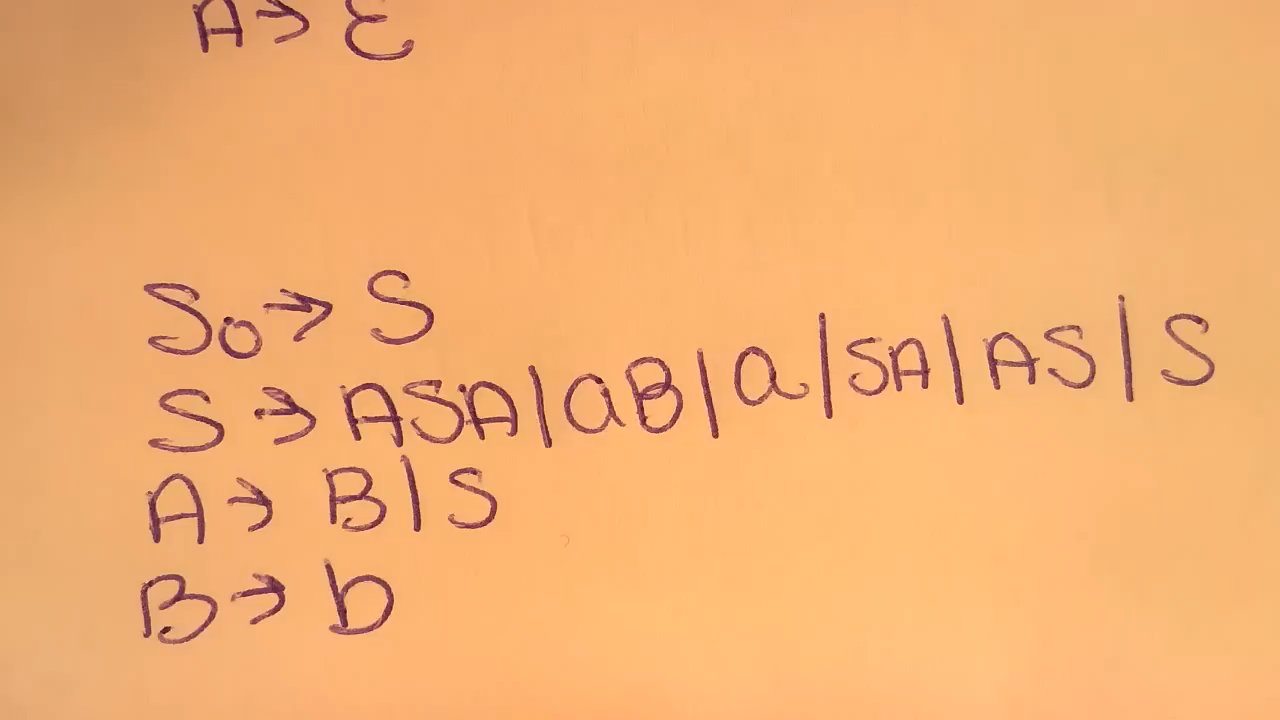 A → ε
S₀ → S
S → ASA | aB | a | SA | AS | S
A → B | S
B → b